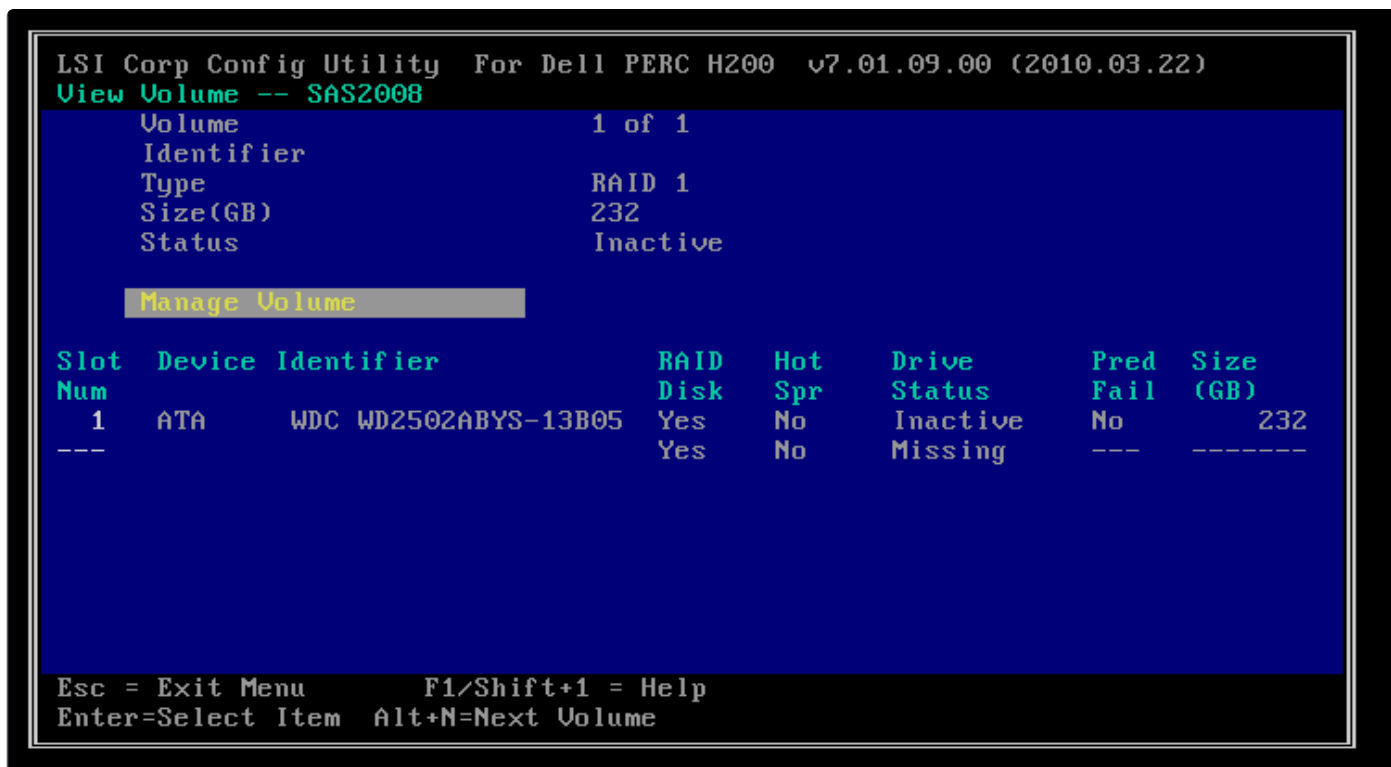 LSI Corp Config Utility For Dell PERC H200 v7.01.09.00 (2010.03.22)
View Volume -- SAS2008
Volume 1 of 1
Identifier
Type RAID 1
Size(GB) 232
Status Inactive
Manage Volume
Slot Device Identifier RAID Hot Drive Pred Size
Num Disk Spr Status Fail (GB)
1 ATA WDC WD2502ABYS-13B05 Yes No Inactive No 232
--- Yes No Missing --- -------
Esc = Exit Menu F1/Shift+1 = Help
Enter=Select Item Alt+N=Next Volume